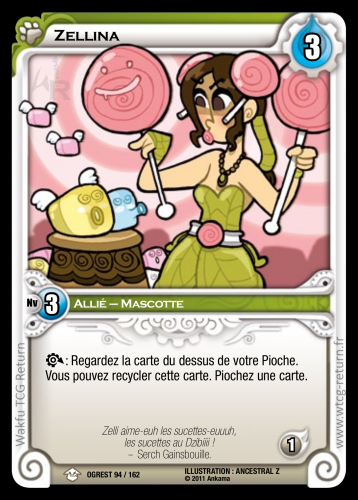 Zellina
3
Nv 3
Allié – Mascotte
: Regardez la carte du dessus de votre Pioche.
Vous pouvez recycler cette carte. Piochez une carte.
Zelli aime-euh les sucettes-euuuh,
les sucettes au Dzibiiii !
– Serch Gainsbouille.
1
OGREST 94 / 162
ILLUSTRATION : ANCESTRAL Z
© 2011 Ankama
Wakfu TCG Return
www.wtcg-return.fr